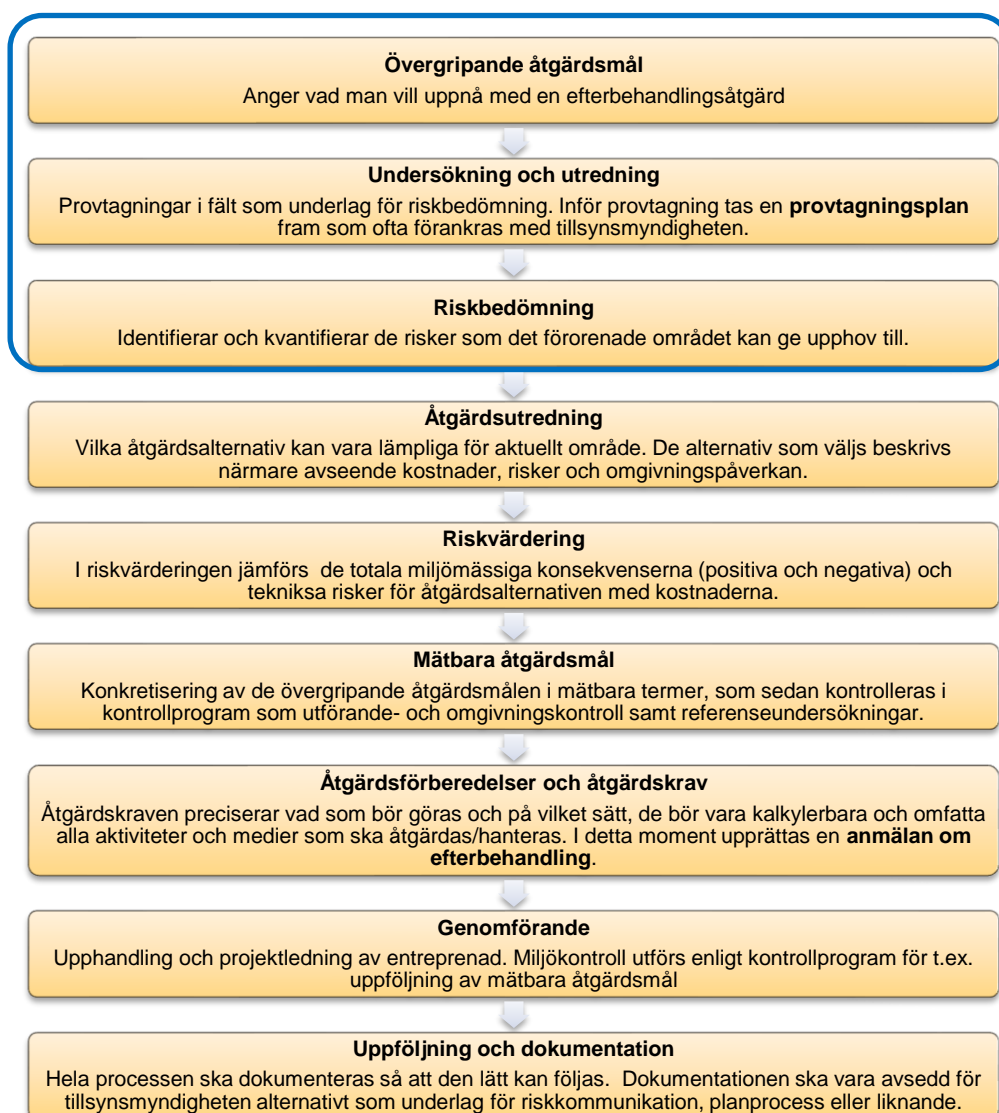 Övergripande åtgärdsmål
Anger vad man vill uppnå med en efterbehandlingsåtgärd
Undersökning och utredning
Provtagningar i fält som underlag för riskbedömning. Inför provtagning tas en provtagningsplan
fram som ofta förankras med tillsynsmyndigheten.
Riskbedömning
Identifierar och kvantifierar de risker som det förorenade området kan ge upphov till.
Åtgärdsutredning
Vilka åtgärdsalternativ kan vara lämpliga för aktuellt område. De alternativ som väljs beskrivs
närmare avseende kostnader, risker och omgivningspåverkan.
Riskvärdering
I riskvärderingen jämförs  de totala miljömässiga konsekvenserna (positiva och negativa) och
tekniksa risker för åtgärdsalternativen med kostnaderna.
Mätbara åtgärdsmål
Konkretisering av de övergripande åtgärdsmålen i mätbara termer, som sedan kontrolleras i
kontrollprogram som utförande- och omgivningskontroll samt referenseundersökningar.
Åtgärdsförberedelser och åtgärdskrav
Åtgärdskraven preciserar vad som bör göras och på vilket sätt, de bör vara kalkylerbara och omfatta
alla aktiviteter och medier som ska åtgärdas/hanteras. I detta moment upprättas en anmälan om
efterbehandling.
Genomförande
Upphandling och projektledning av entreprenad. Miljökontroll utförs enligt kontrollprogram för t.ex.
uppföljning av mätbara åtgärdsmål
Uppföljning och dokumentation
Hela processen ska dokumenteras så att den lätt kan följas.  Dokumentationen ska vara avsedd för
tillsynsmyndigheten alternativt som underlag för riskkommunikation, planprocess eller liknande.